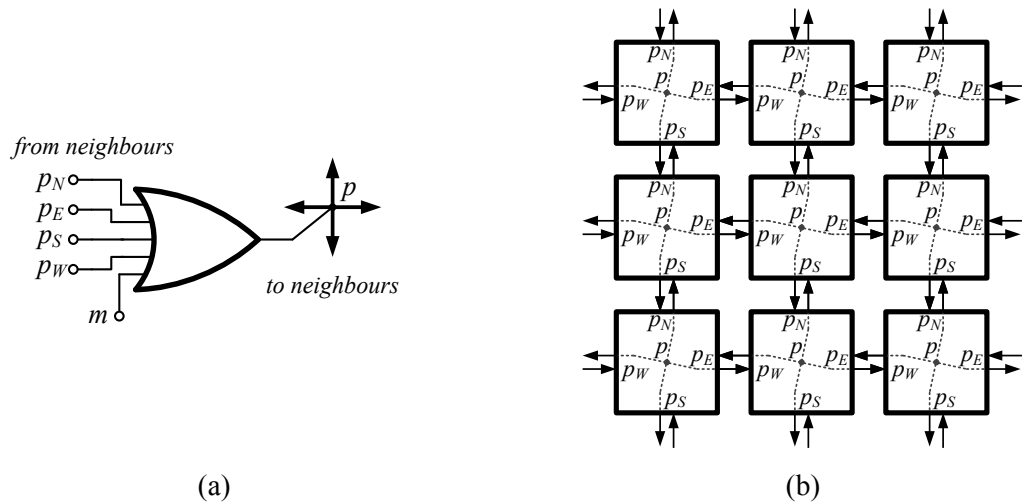 from neighbours
p_N
p_E
p_S
p_W
m
p
to neighbours
(a)
p_N p_N p_N
p p p
p_W p_E p_W p_E p_W p_E
p_S p_S p_S
p_N p_N p_N
p p p
p_W p_E p_W p_E p_W p_E
p_S p_S p_S
p_N p_N p_N
p p p
p_W p_E p_W p_E p_W p_E
p_S p_S p_S
(b)